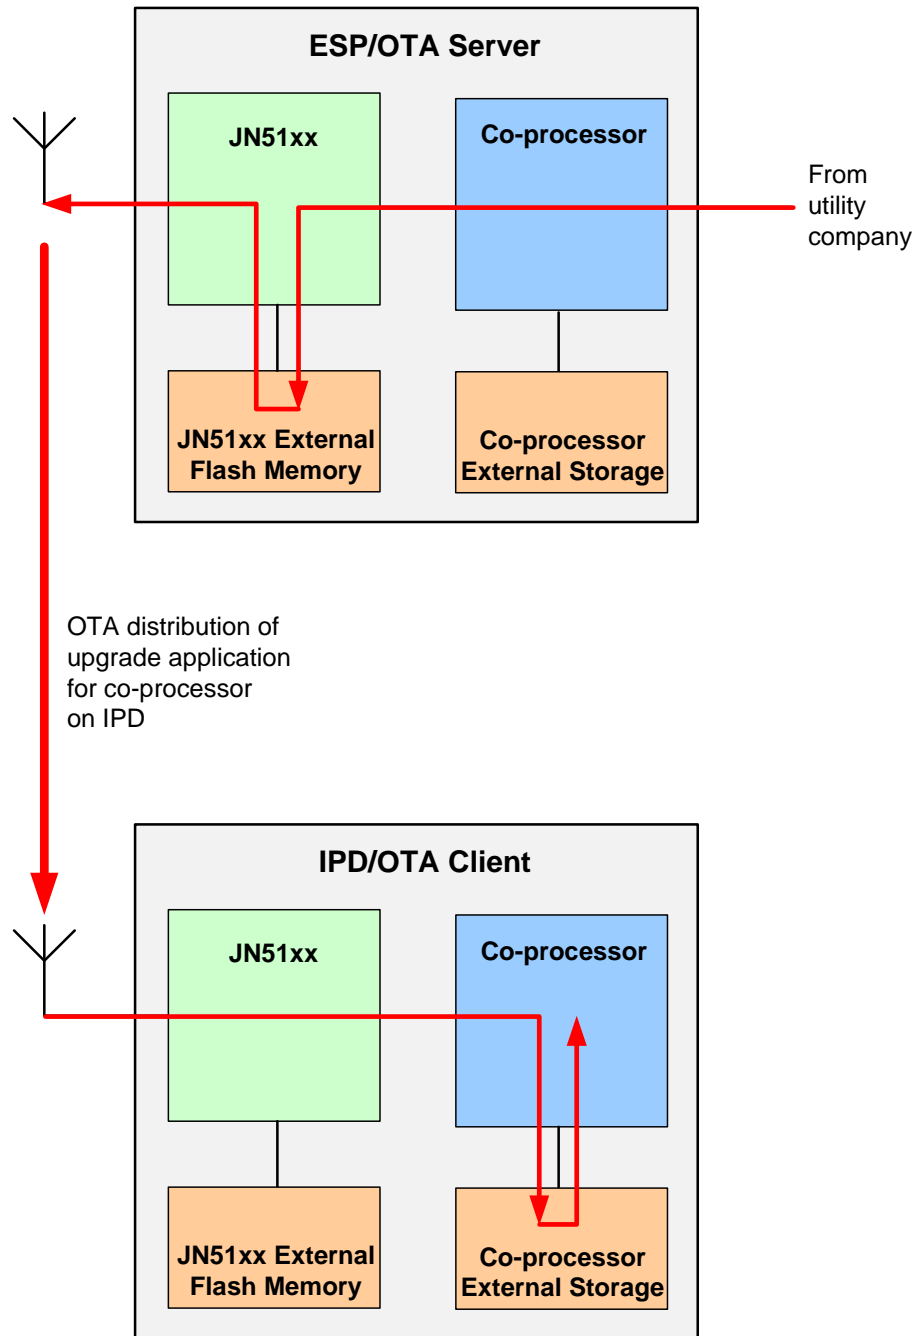 ESP/OTA Server
JN51xx
Co-processor
From
utility
company
JN51xx External
Flash Memory
Co-processor
External Storage
OTA distribution of
upgrade application
for co-processor
on IPD
IPD/OTA Client
JN51xx
Co-processor
JN51xx External
Flash Memory
Co-processor
External Storage